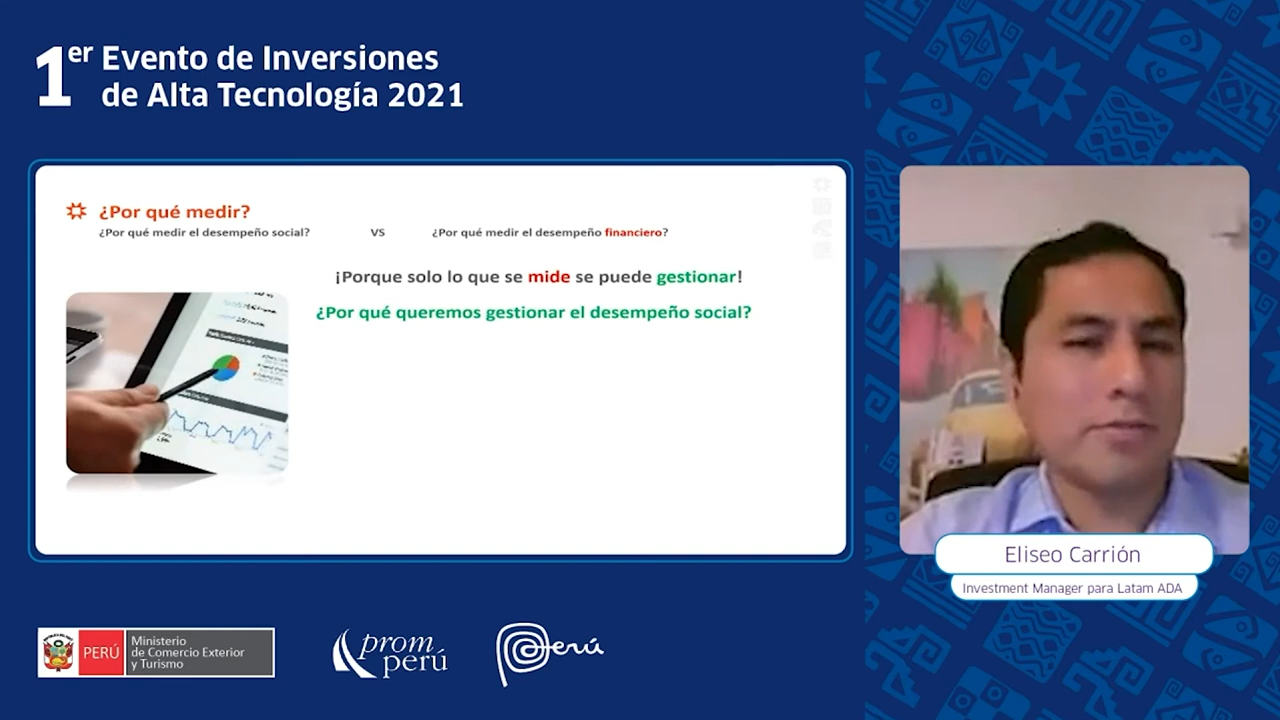 1er Evento de Inversiones
de Alta Tecnología 2021
¿Por qué medir?
¿Por qué medir el desempeño social? VS ¿Por qué medir el desempeño financiero?
¡Porque solo lo que se mide se puede gestionar!
¿Por qué queremos gestionar el desempeño social?
Eliseo Carrión
Investment Manager para Latam ADA
PERÚ
Ministerio
de Comercio Exterior
y Turismo
prom
perú
Perú